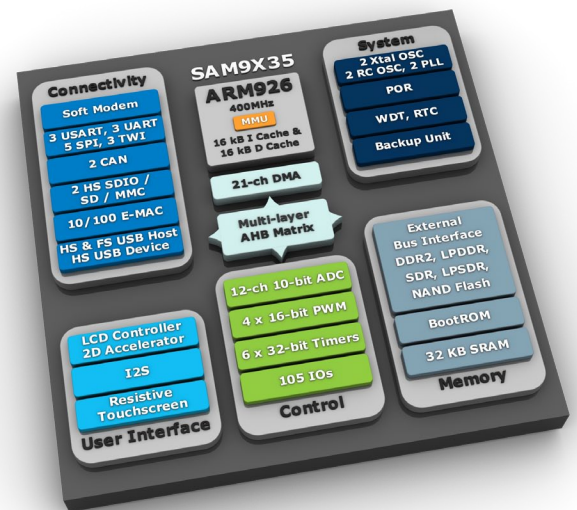 SAM9X35
Connectivity
Soft Modem
3 USART, 3 UART
5 SPI, 3 TWI
2 CAN
2 HS SDIO /
SD / MMC
10/100 E-MAC
HS & FS USB Host
HS USB Device
ARM926
400MHz
MMU
16 kB I Cache &
16 kB D Cache
21-ch DMA
Multi-layer
AHB Matrix
System
2 Xtal OSC
2 RC OSC, 2 PLL
POR
WDT, RTC
Backup Unit
LCD Controller
2D Accelerator
I2S
Resistive
Touchscreen
User Interface
12-ch 10-bit ADC
4 x 16-bit PWM
6 x 32-bit Timers
105 IOs
Control
External
Bus Interface
DDR2, LPDDR,
SDR, LPSDR,
NAND Flash
BootROM
32 KB SRAM
Memory